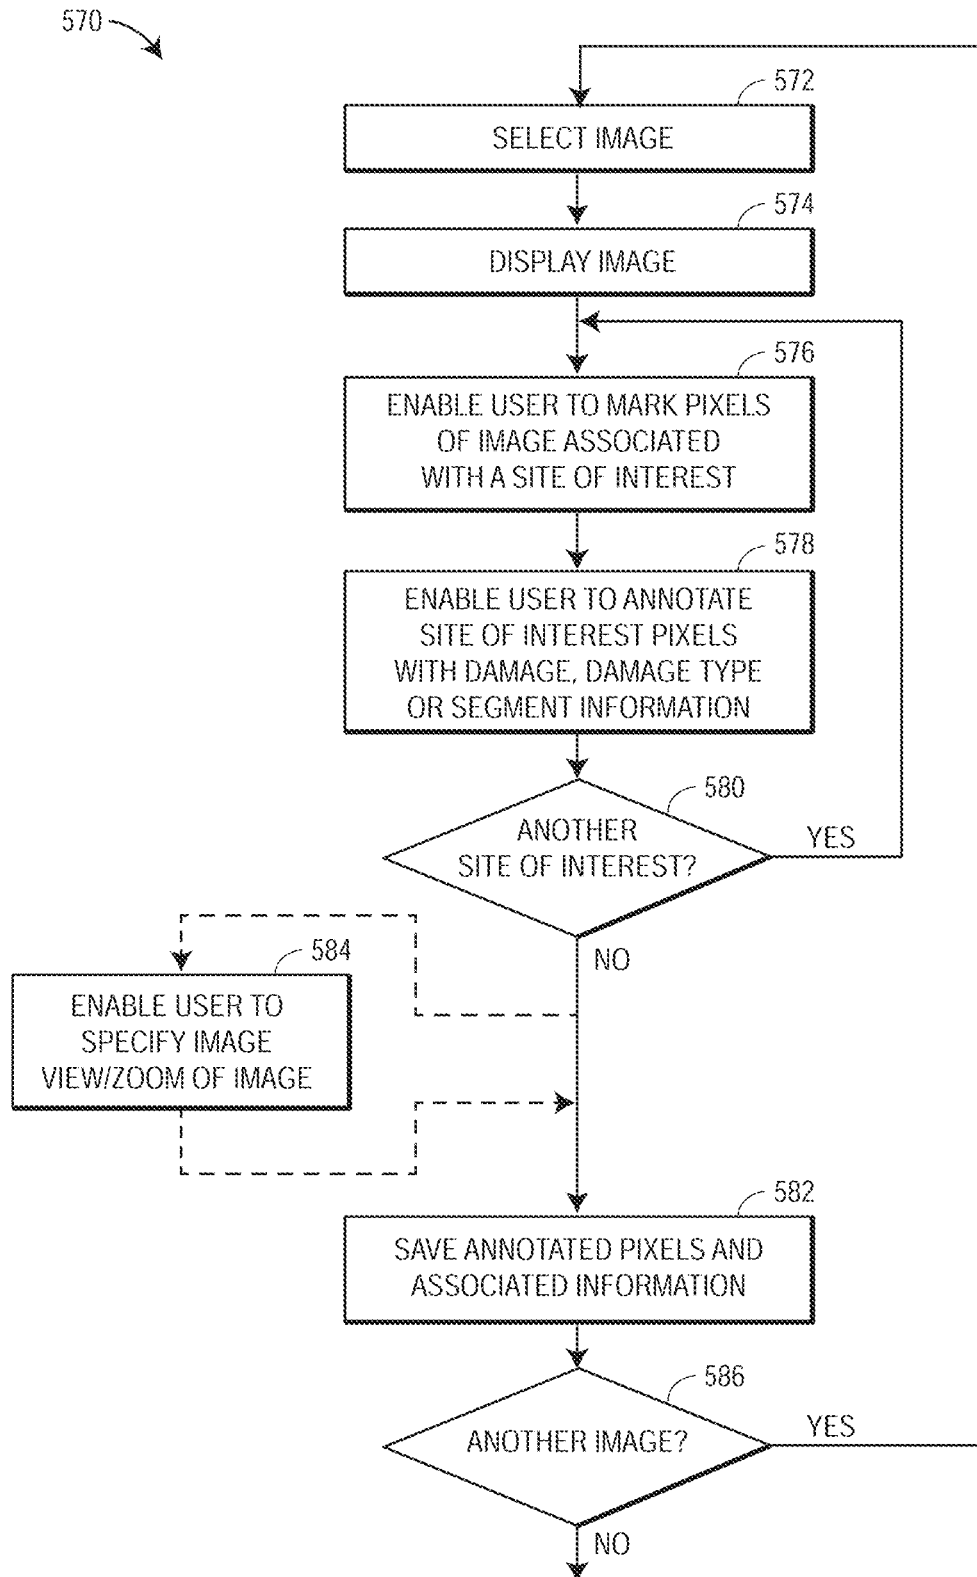 570
572
SELECT IMAGE
574
DISPLAY IMAGE
576
ENABLE USER TO MARK PIXELS
OF IMAGE ASSOCIATED
WITH A SITE OF INTEREST
578
ENABLE USER TO ANNOTATE
SITE OF INTEREST PIXELS
WITH DAMAGE, DAMAGE TYPE
OR SEGMENT INFORMATION
580
ANOTHER
SITE OF INTEREST?
YES
NO
584
ENABLE USER TO
SPECIFY IMAGE
VIEW/ZOOM OF IMAGE
582
SAVE ANNOTATED PIXELS AND
ASSOCIATED INFORMATION
586
ANOTHER IMAGE?
YES
NO